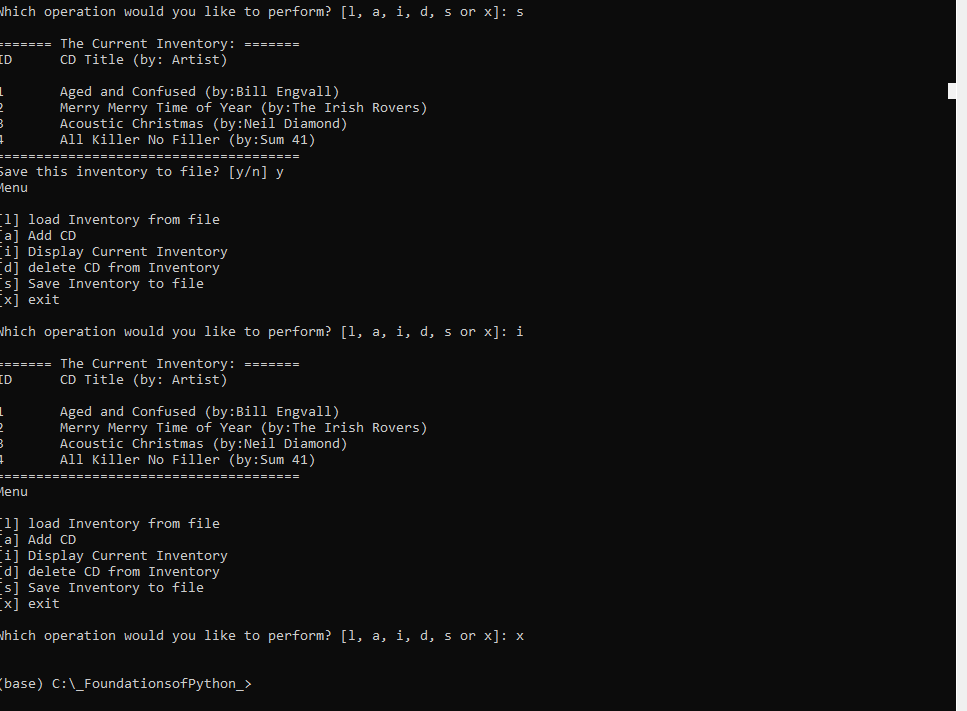 Which operation would you like to perform? [l, a, i, d, s or x]: s
======= The Current Inventory: =======
ID CD Title (by: Artist)
1 Aged and Confused (by:Bill Engvall)
2 Merry Merry Time of Year (by:The Irish Rovers)
3 Acoustic Christmas (by:Neil Diamond)
4 All Killer No Filler (by:Sum 41)
======================================
Save this inventory to file? [y/n] y
Menu
[l] load Inventory from file
[a] Add CD
[i] Display Current Inventory
[d] delete CD from Inventory
[s] Save Inventory to file
[x] exit
Which operation would you like to perform? [l, a, i, d, s or x]: i
======= The Current Inventory: =======
ID CD Title (by: Artist)
1 Aged and Confused (by:Bill Engvall)
2 Merry Merry Time of Year (by:The Irish Rovers)
3 Acoustic Christmas (by:Neil Diamond)
4 All Killer No Filler (by:Sum 41)
======================================
Menu
[l] load Inventory from file
[a] Add CD
[i] Display Current Inventory
[d] delete CD from Inventory
[s] Save Inventory to file
[x] exit
Which operation would you like to perform? [l, a, i, d, s or x]: x
(base) C:\_FoundationsofPython_>